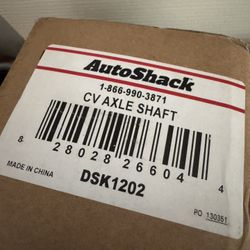 AutoShack
1-866-990-3871
CV AXLE SHAFT
8 28028 26604 4
MADE IN CHINA
DSK1202
PO 130351